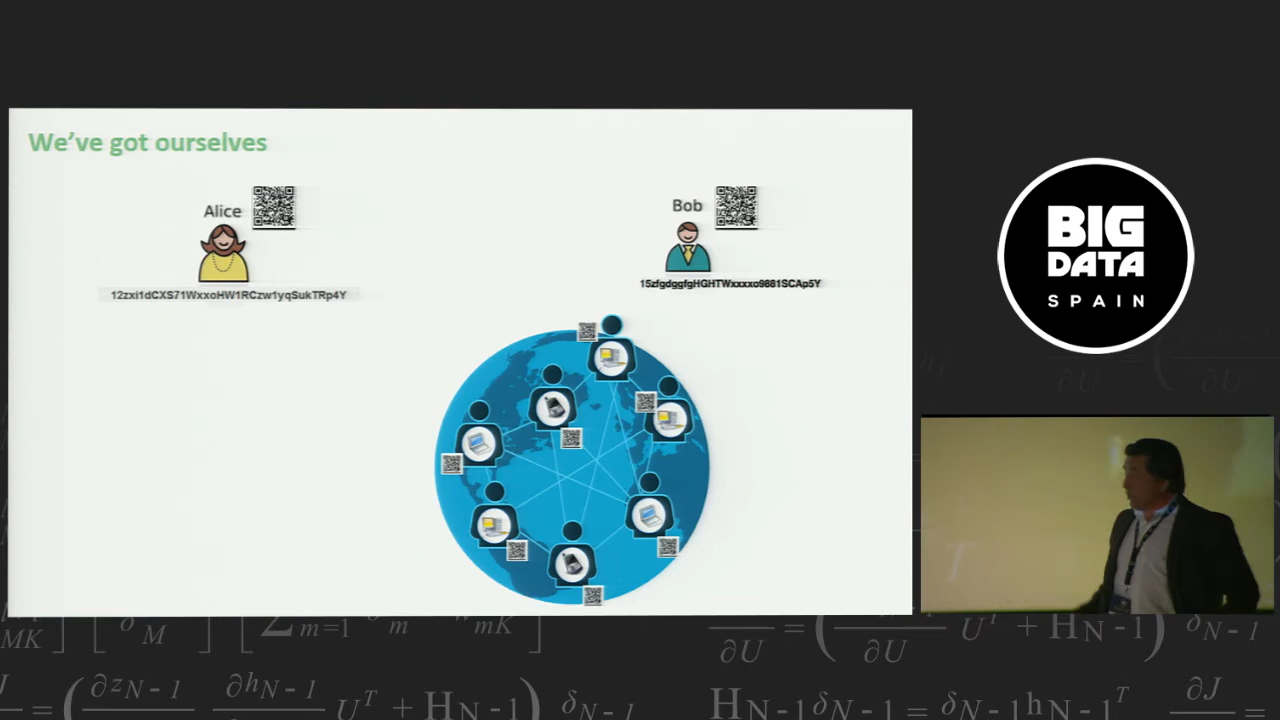 We've got ourselves
Alice
12zxi1dCXS71WxxoHW1RCzw1yqSukTRp4Y
Bob
15zfgdggfgHGHTWxxxxo9881SCAp5Y
BIG
DATA
SPAIN